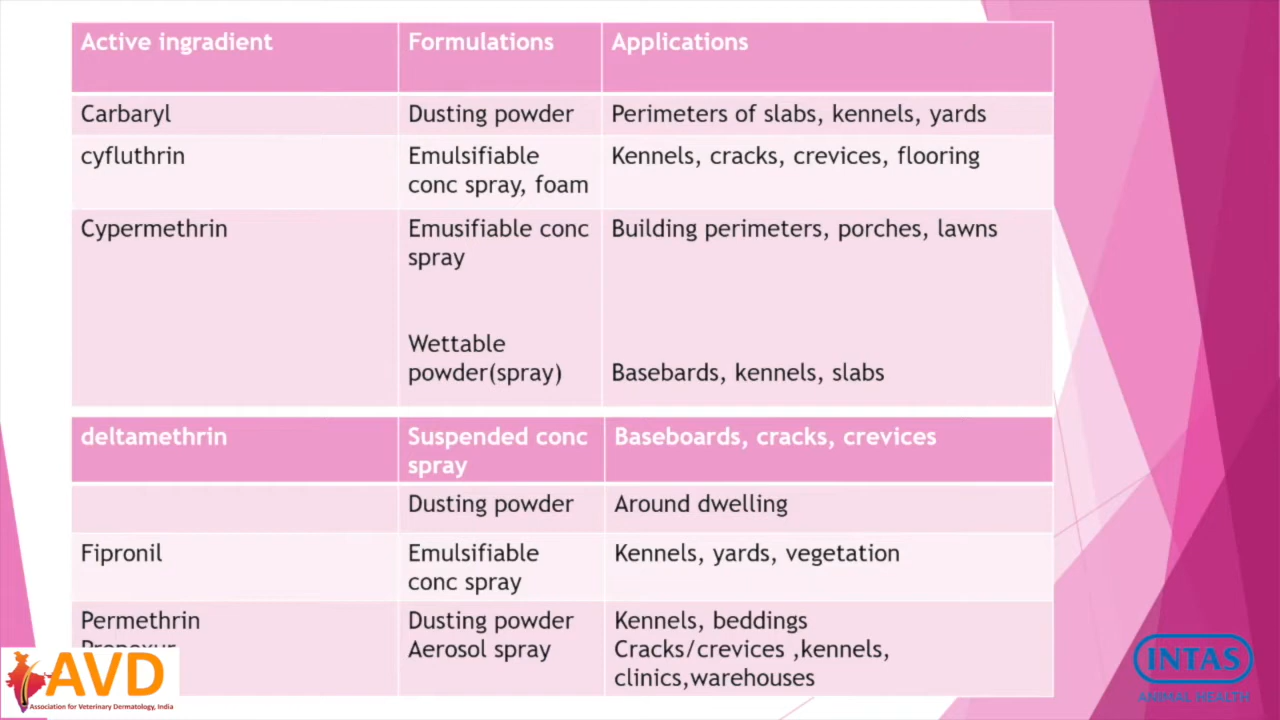 Active ingradient Formulations Applications
Carbaryl Dusting powder Perimeters of slabs, kennels, yards
cyfluthrin Emulsifiable Kennels, cracks, crevices, flooring
conc spray, foam
Cypermethrin Emusifiable conc Building perimeters, porches, lawns
spray
Wettable
powder(spray) Basebards, kennels, slabs
deltamethrin Suspended conc Baseboards, cracks, crevices
spray
Dusting powder Around dwelling
Fipronil Emulsifiable Kennels, yards, vegetation
conc spray
Permethrin Dusting powder Kennels, beddings
Aerosol spray Cracks/crevices ,kennels,
clinics,warehouses
AVD
Association for Veterinary Dermatology, India
INTAS
ANIMAL HEALTH